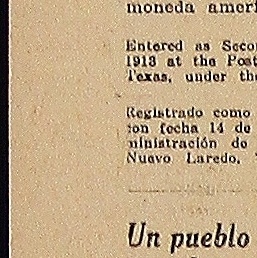 moneda ameri
Entered as Seco
1913 at the Post
Texas, under the
Registrado como
con fecha 14 de
ministración de
Nuevo Laredo,
Un pueblo